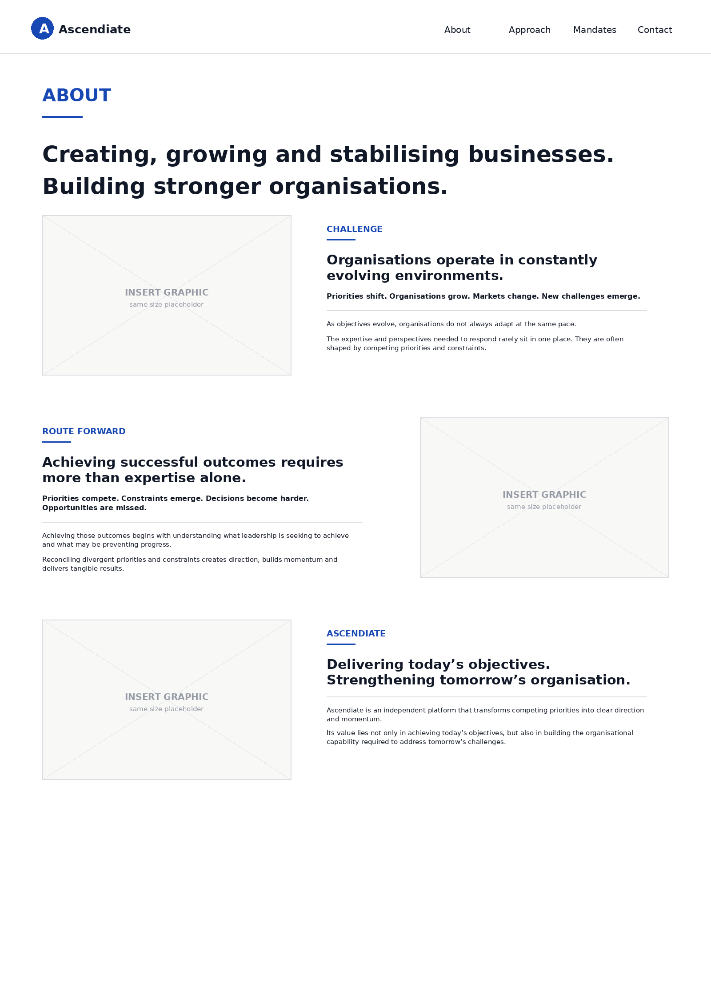 A Ascendiate
About Approach Mandates Contact
ABOUT
Creating, growing and stabilising businesses.
Building stronger organisations.
INSERT GRAPHIC
same size placeholder
CHALLENGE
Organisations operate in constantly
evolving environments.
Priorities shift. Organisations grow. Markets change. New challenges emerge.
As objectives evolve, organisations do not always adapt at the same pace.
The expertise and perspectives needed to respond rarely sit in one place. They are often
shaped by competing priorities and constraints.
ROUTE FORWARD
Achieving successful outcomes requires
more than expertise alone.
Priorities compete. Constraints emerge. Decisions become harder.
Opportunities are missed.
Achieving those outcomes begins with understanding what leadership is seeking to achieve
and what may be preventing progress.
Reconciling divergent priorities and constraints creates direction, builds momentum and
delivers tangible results.
INSERT GRAPHIC
same size placeholder
INSERT GRAPHIC
same size placeholder
ASCENDIATE
Delivering today’s objectives.
Strengthening tomorrow’s organisation.
Ascendiate is an independent platform that transforms competing priorities into clear direction
and momentum.
Its value lies not only in achieving today’s objectives, but also in building the organisational
capability required to address tomorrow’s challenges.